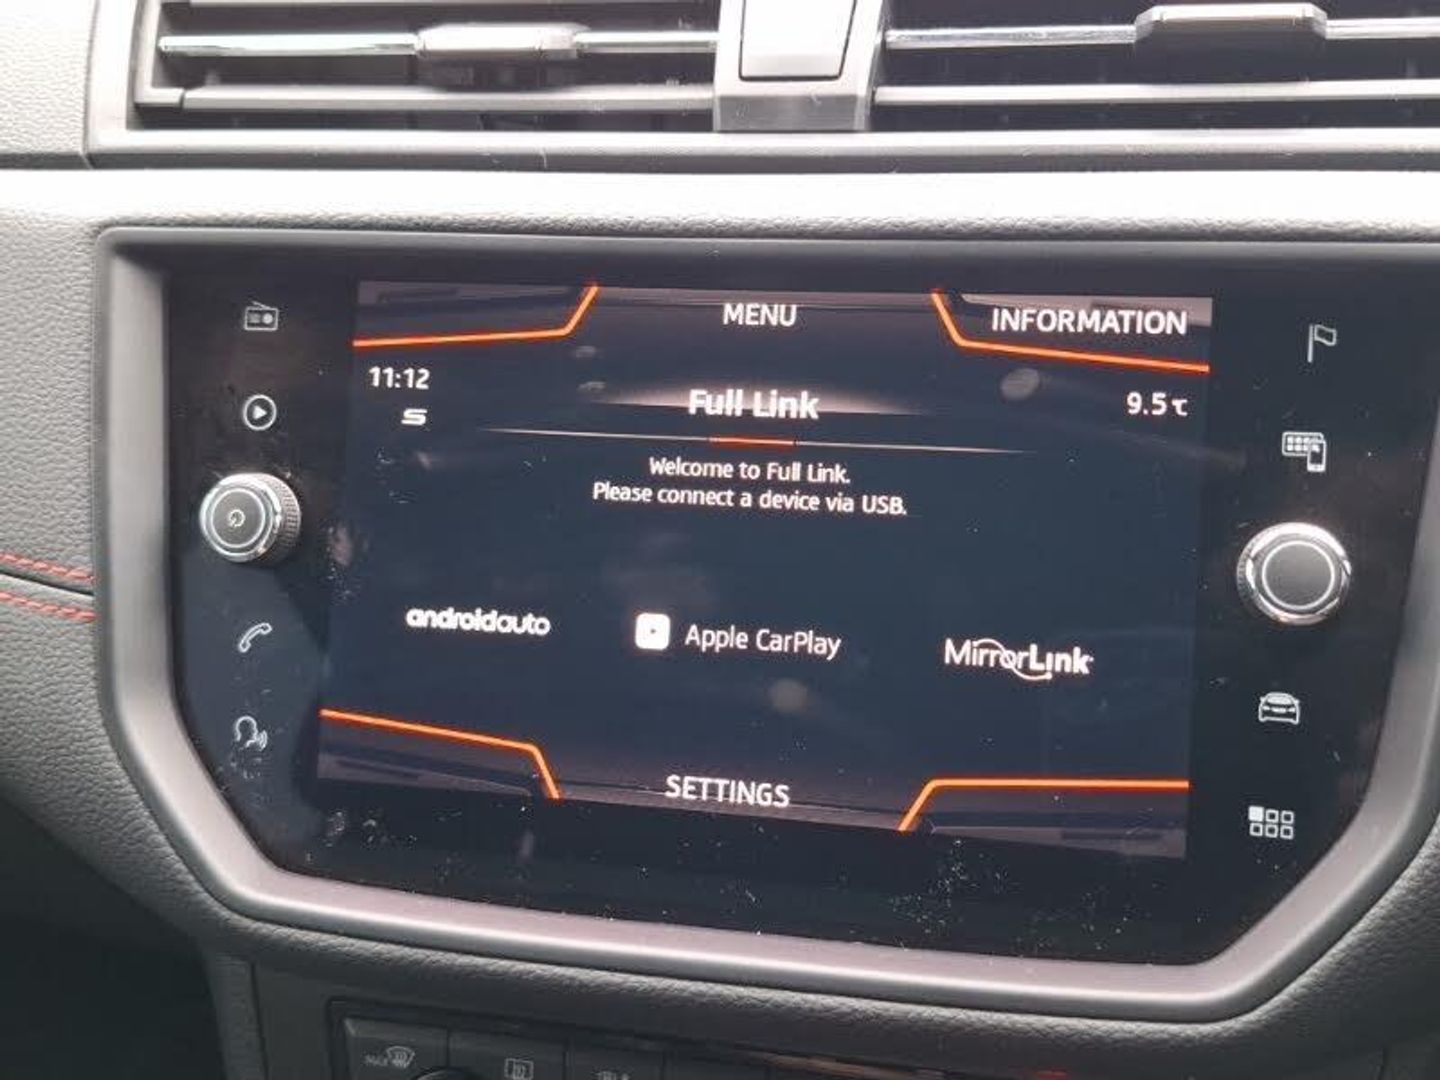 MENU
INFORMATION
11:12
Full Link
9.5℃
Welcome to Full Link.
Please connect a device via USB.
androidauto
Apple CarPlay
MirrorLink
SETTINGS
MAX